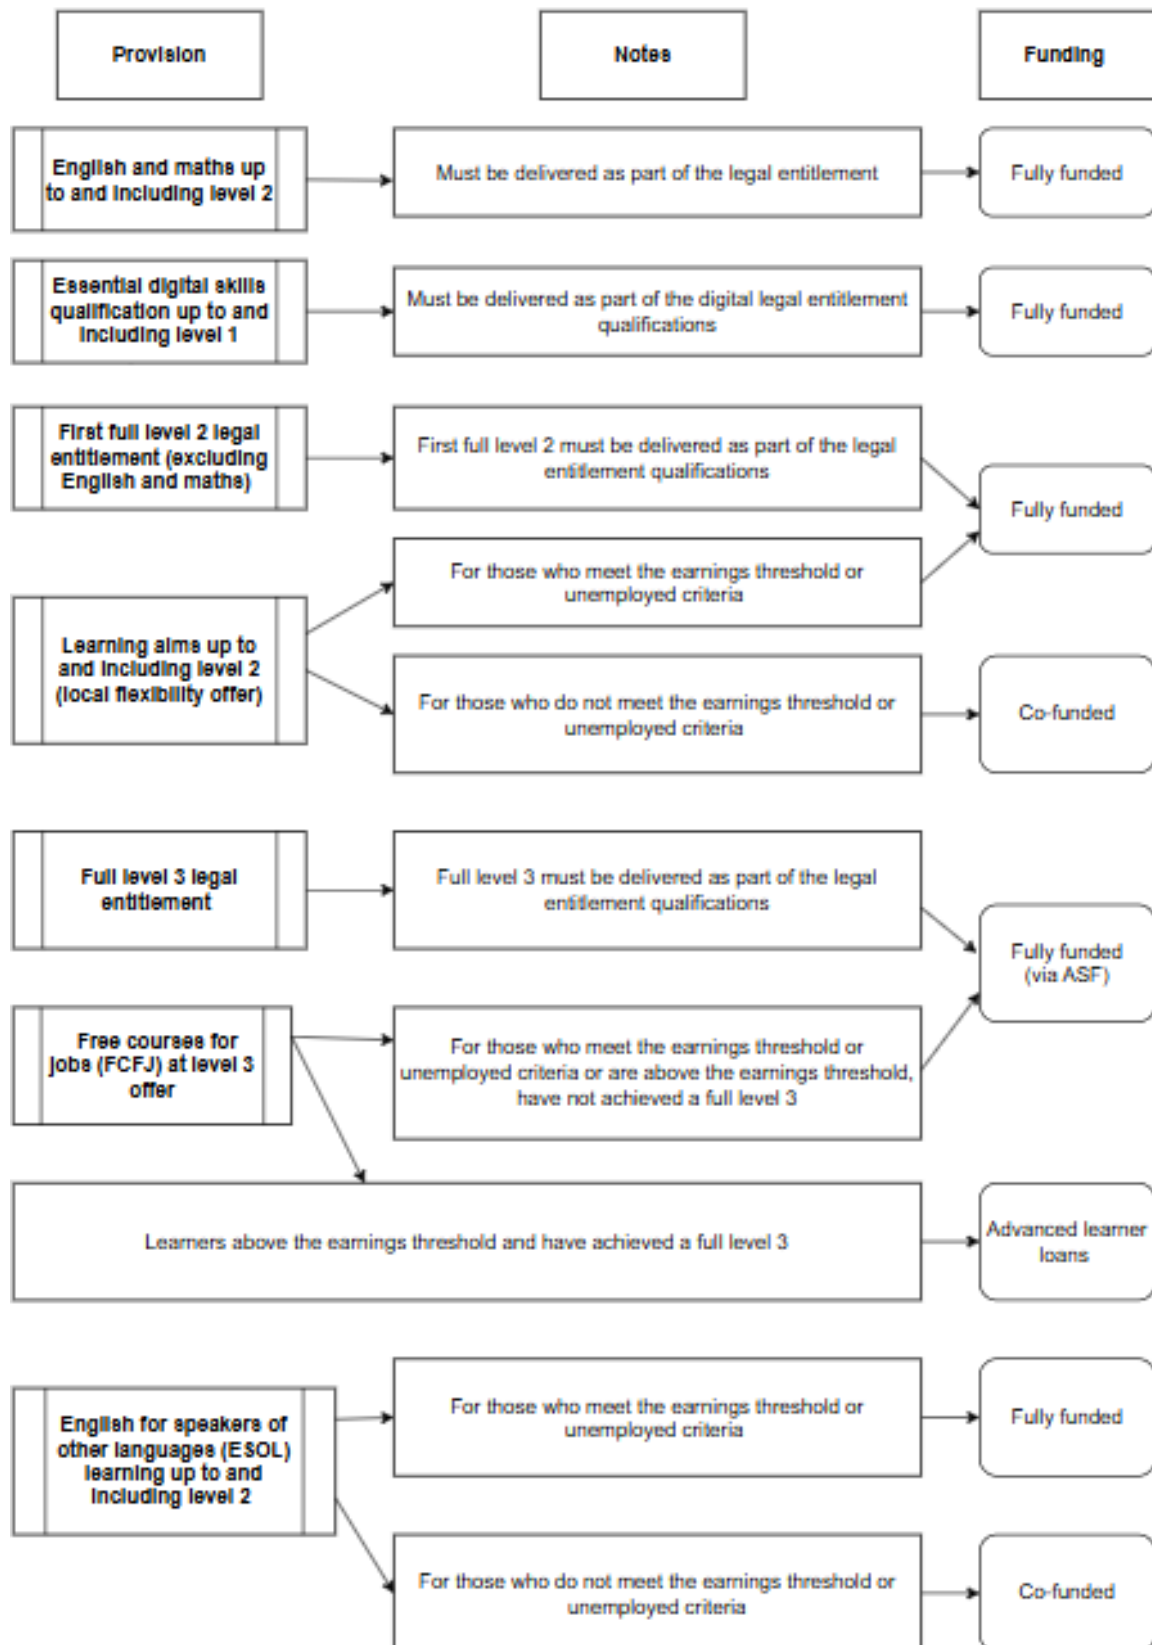 Provision
Notes
Funding
English and maths up
to and including level 2
Must be delivered as part of the legal entitlement
Fully funded
Essential digital skills
qualification up to and
including level 1
Must be delivered as part of the digital legal entitlement
qualifications
Fully funded
First full level 2 legal
entitlement (excluding
English and maths)
First full level 2 must be delivered as part of the legal
entitlement qualifications
Fully funded
For those who meet the earnings threshold or
unemployed criteria
Learning aims up to
and including level 2
(local flexibility offer)
For those who do not meet the earnings threshold or
unemployed criteria
Co-funded
Full level 3 legal
entitlement
Full level 3 must be delivered as part of the legal
entitlement qualifications
Fully funded
(via ASF)
Free courses for
jobs (FCFJ) at level 3
offer
For those who meet the earnings threshold or
unemployed criteria or are above the earnings threshold,
have not achieved a full level 3
Learners above the earnings threshold and have achieved a full level 3
Advanced learner
loans
English for speakers of
other languages (ESOL)
learning up to and
including level 2
For those who meet the earnings threshold or
unemployed criteria
Fully funded
For those who do not meet the earnings threshold or
unemployed criteria
Co-funded